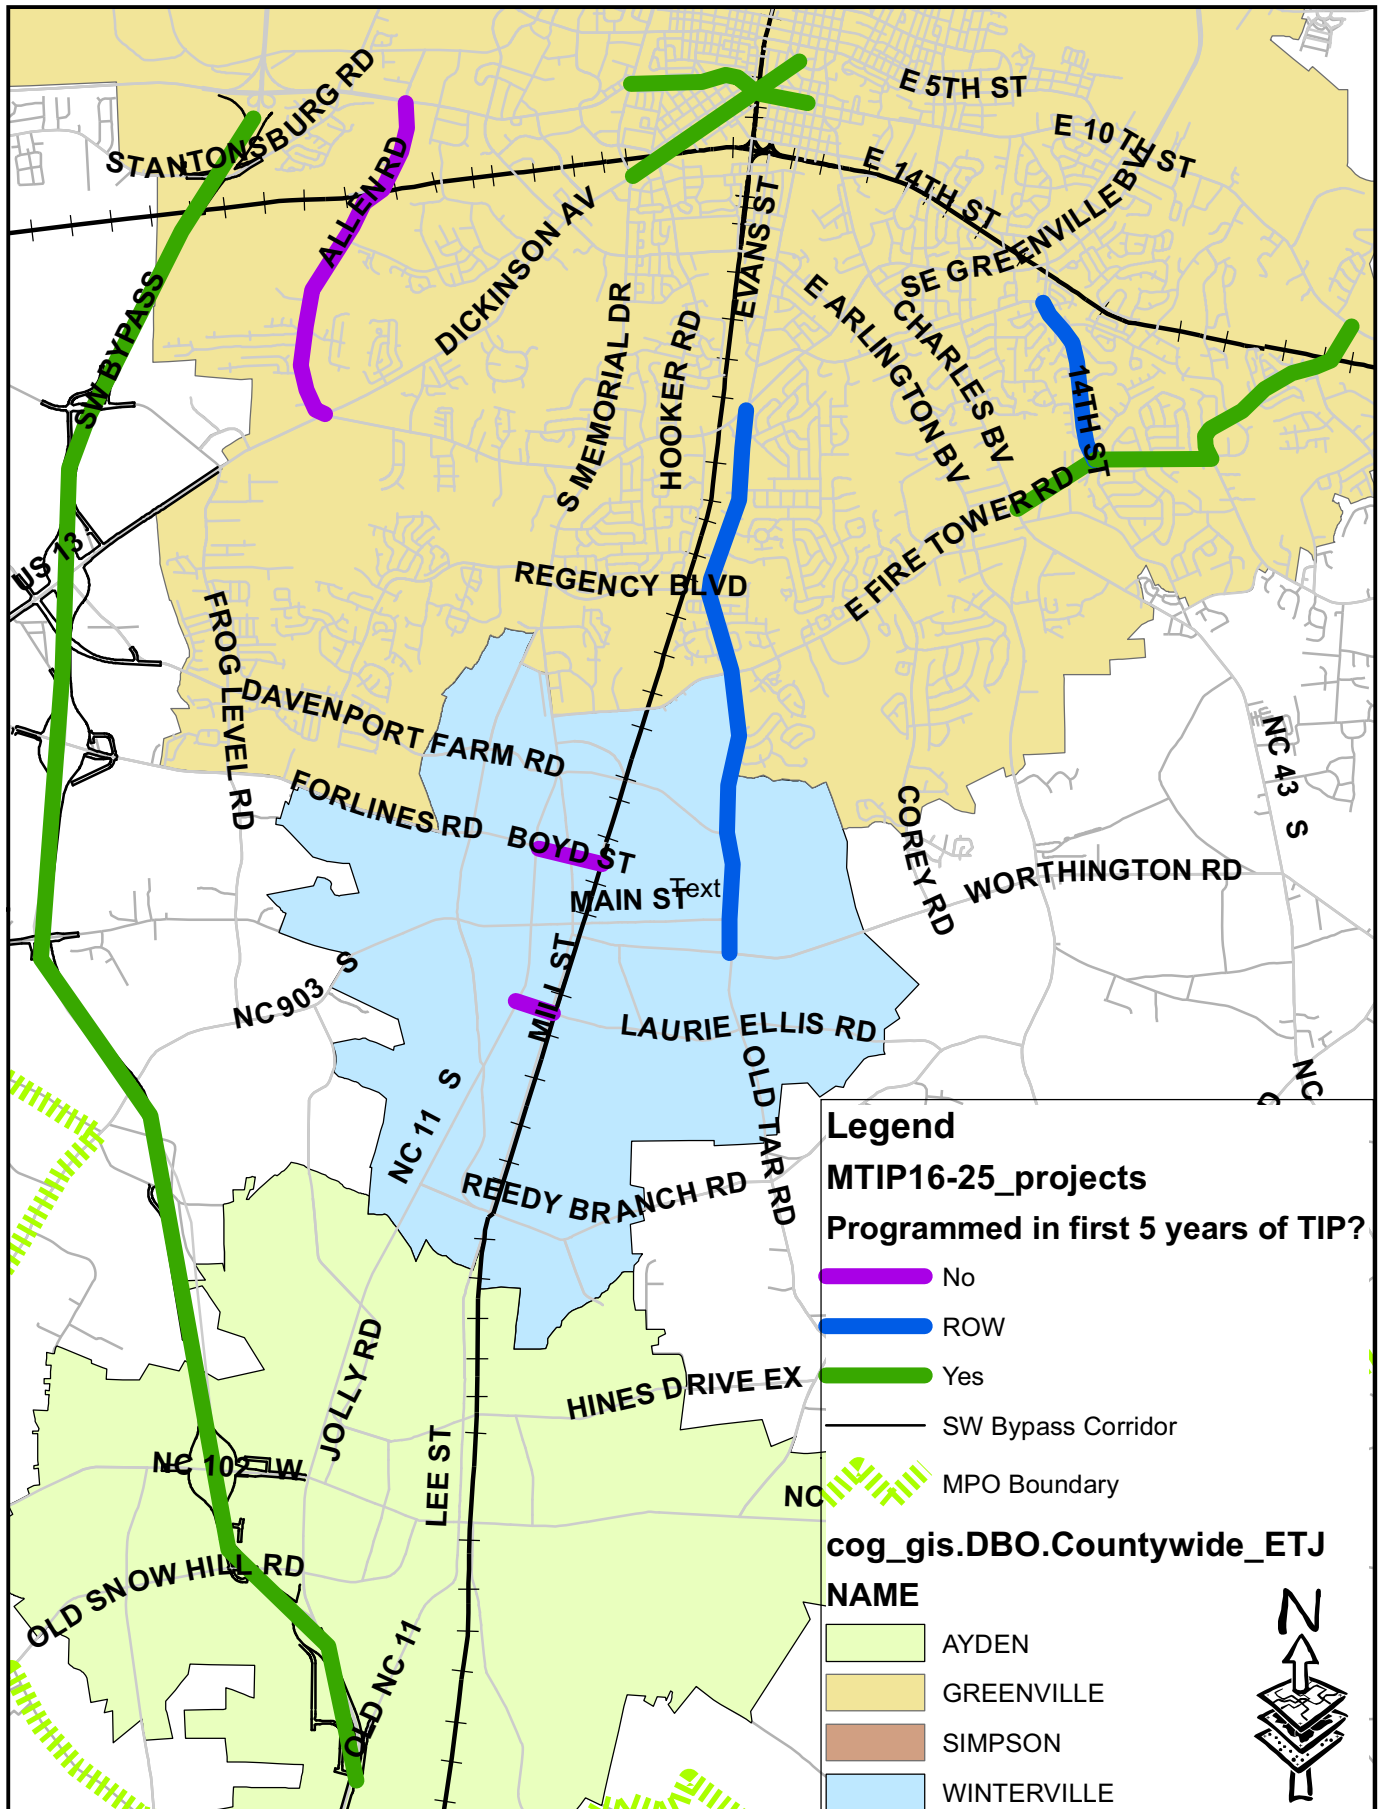 E 5TH ST
STANTONSBURG RD
E 10TH ST
E 14TH ST
ALLEN RD
SE GREENVILLE BV
EVANS ST
DICKINSON AV
E ARLINGTON BV
CHARLES BV
SW BYPASS
S MEMORIAL DR
HOOKER RD
14TH ST
E FIRE TOWER RD
US 13
REGENCY BLVD
FROG LEVEL RD
DAVENPORT FARM RD
NC 43 S
FORLINES RD
BOYD ST
COREY RD
WORTHINGTON RD
Text
MAIN ST
NC 903 S
MILL ST
LAURIE ELLIS RD
OLD TAR RD
NC
NC 11 S
REEDY BRANCH RD
JOLLY RD
HINES DRIVE EX
LEE ST
NC 102 W
NC
OLD SNOW HILL RD
OLD NC 11
Legend
MTIP16-25_projects
Programmed in first 5 years of TIP?
No
ROW
Yes
SW Bypass Corridor
MPO Boundary
cog_gis.DBO.Countywide_ETJ
NAME
AYDEN
GREENVILLE
SIMPSON
WINTERVILLE
N